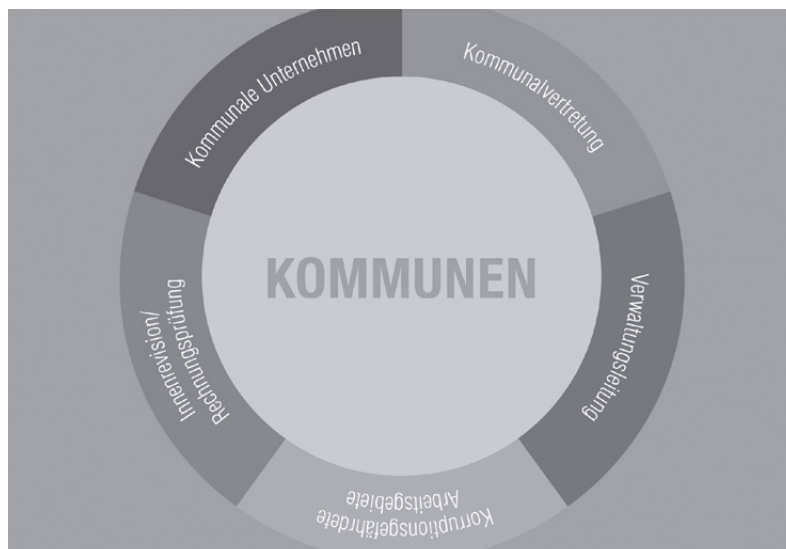 Kommunale Unternehmen
Kommunalvertretung
KOMMUNEN
Verwaltungsleitung
Korruptionsgefährdete
Arbeitsgebiete
Innenrevision/
Rechnungsprüfung